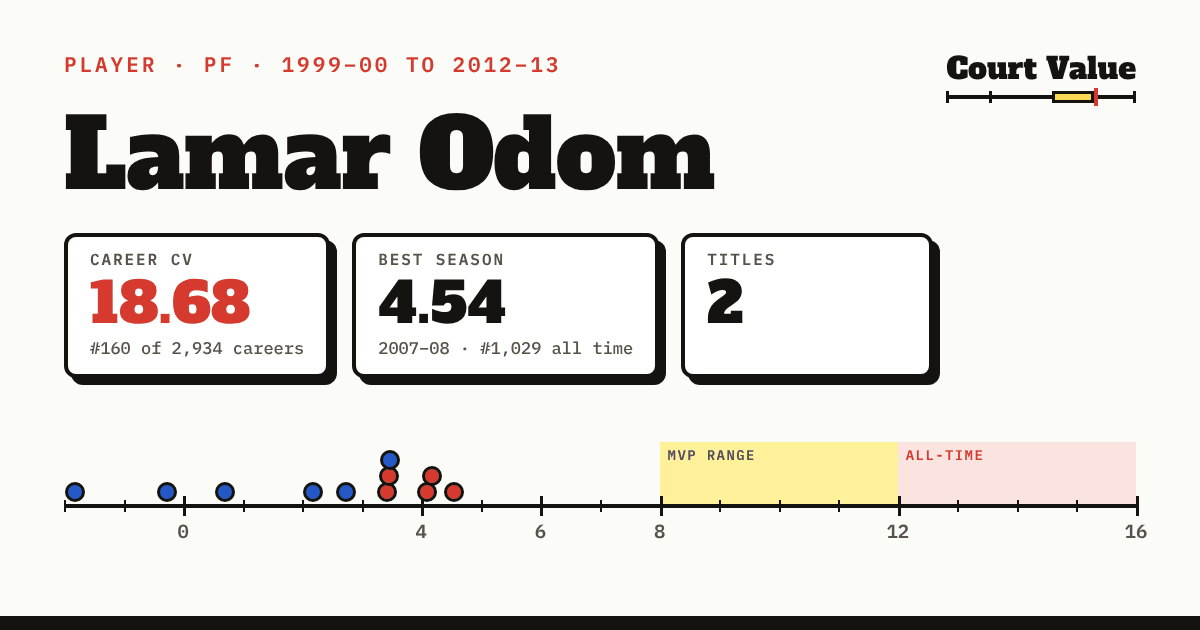 PLAYER · PF · 1999–00 TO 2012–13
Court Value
Lamar Odom
CAREER CV
18.68
#160 of 2,934 careers
BEST SEASON
4.54
2007–08 · #1,029 all time
TITLES
2
MVP RANGE
ALL-TIME
0 4 6 8 12 16